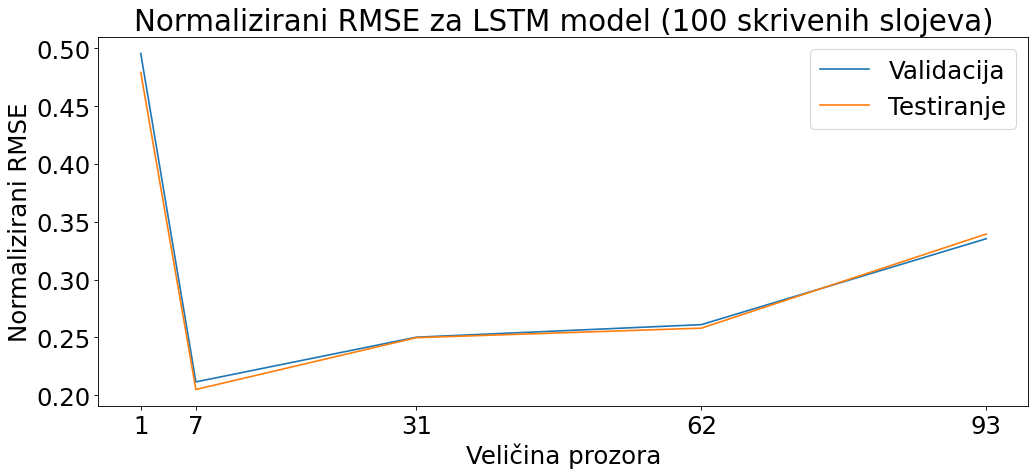 Normalizirani RMSE za LSTM model (100 skrivenih slojeva)
Normalizirani RMSE
0.50
0.45
0.40
0.35
0.30
0.25
0.20
Validacija
Testiranje
1 7 31 62 93
Veličina prozora